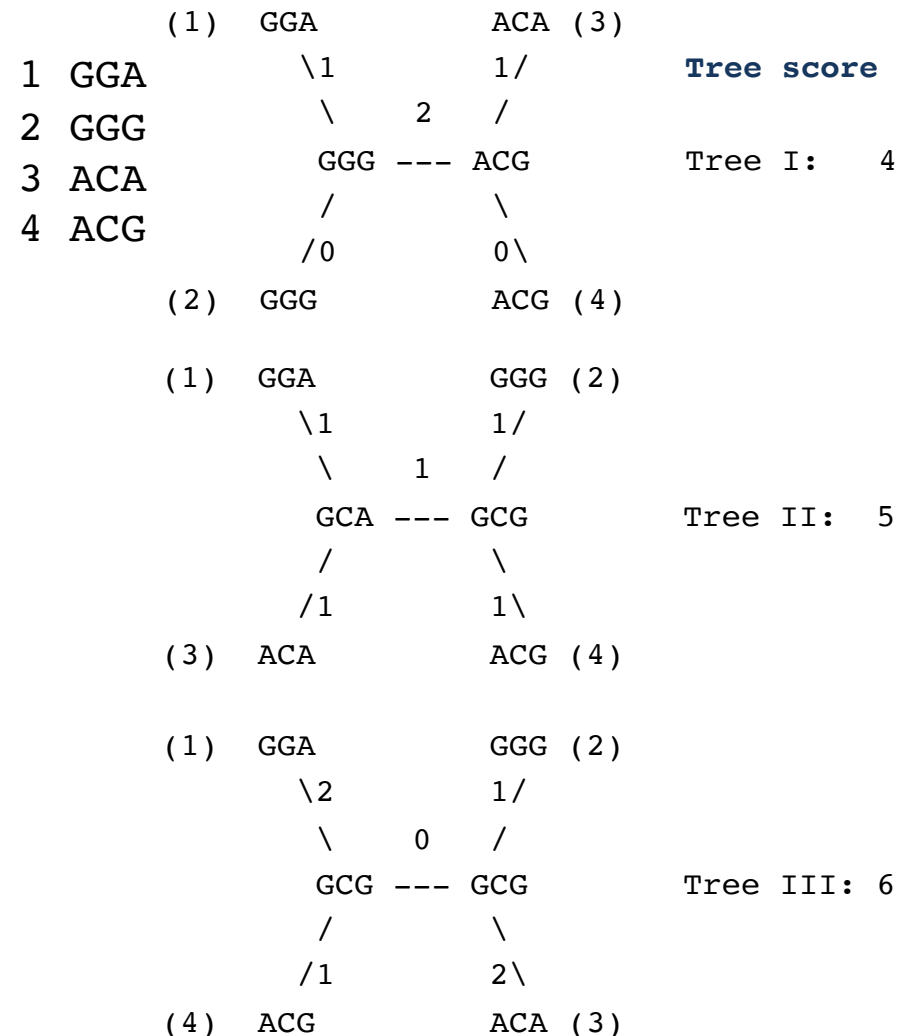 1 GGA
2 GGG
3 ACA
4 ACG
(1) GGA ACA (3)
\1 1/
\ 2 /
GGG --- ACG
/ \
/0 0\
(2) GGG ACG (4)
Tree score
Tree I: 4
(1) GGA GGG (2)
\1 1/
\ 1 /
GCA --- GCG Tree II: 5
/ \
/1 1\
(3) ACA ACG (4)
(1) GGA GGG (2)
\2 1/
\ 0 /
GCG --- GCG Tree III: 6
/ \
/1 2\
(4) ACG ACA (3)